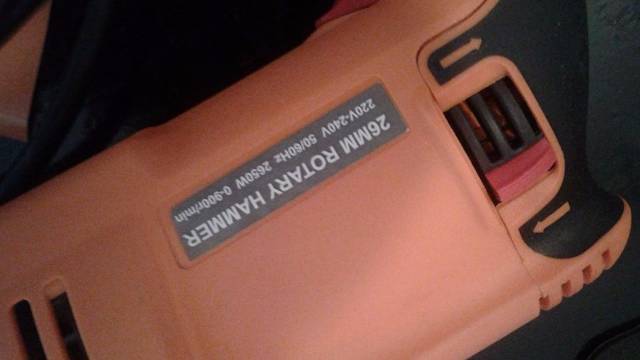 26MM ROTARY HAMMER
220V-240V 50/60Hz 2650W 0-900r/min